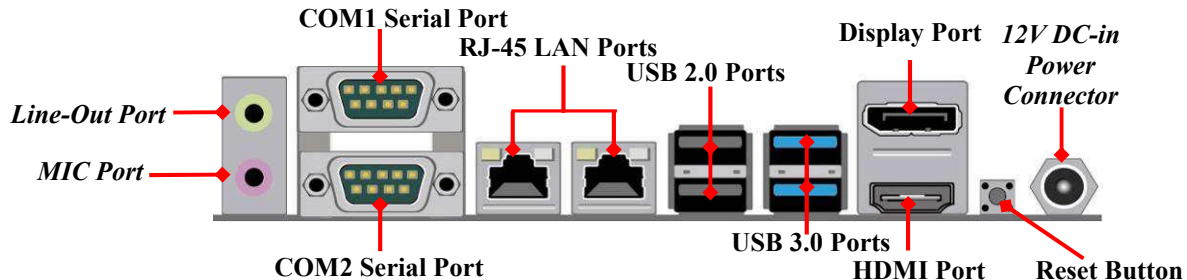 COM1 Serial Port
RJ-45 LAN Ports
USB 2.0 Ports
Display Port
12V DC-in
Power
Connector
Line-Out Port
MIC Port
COM2 Serial Port
USB 3.0 Ports
HDMI Port
Reset Button